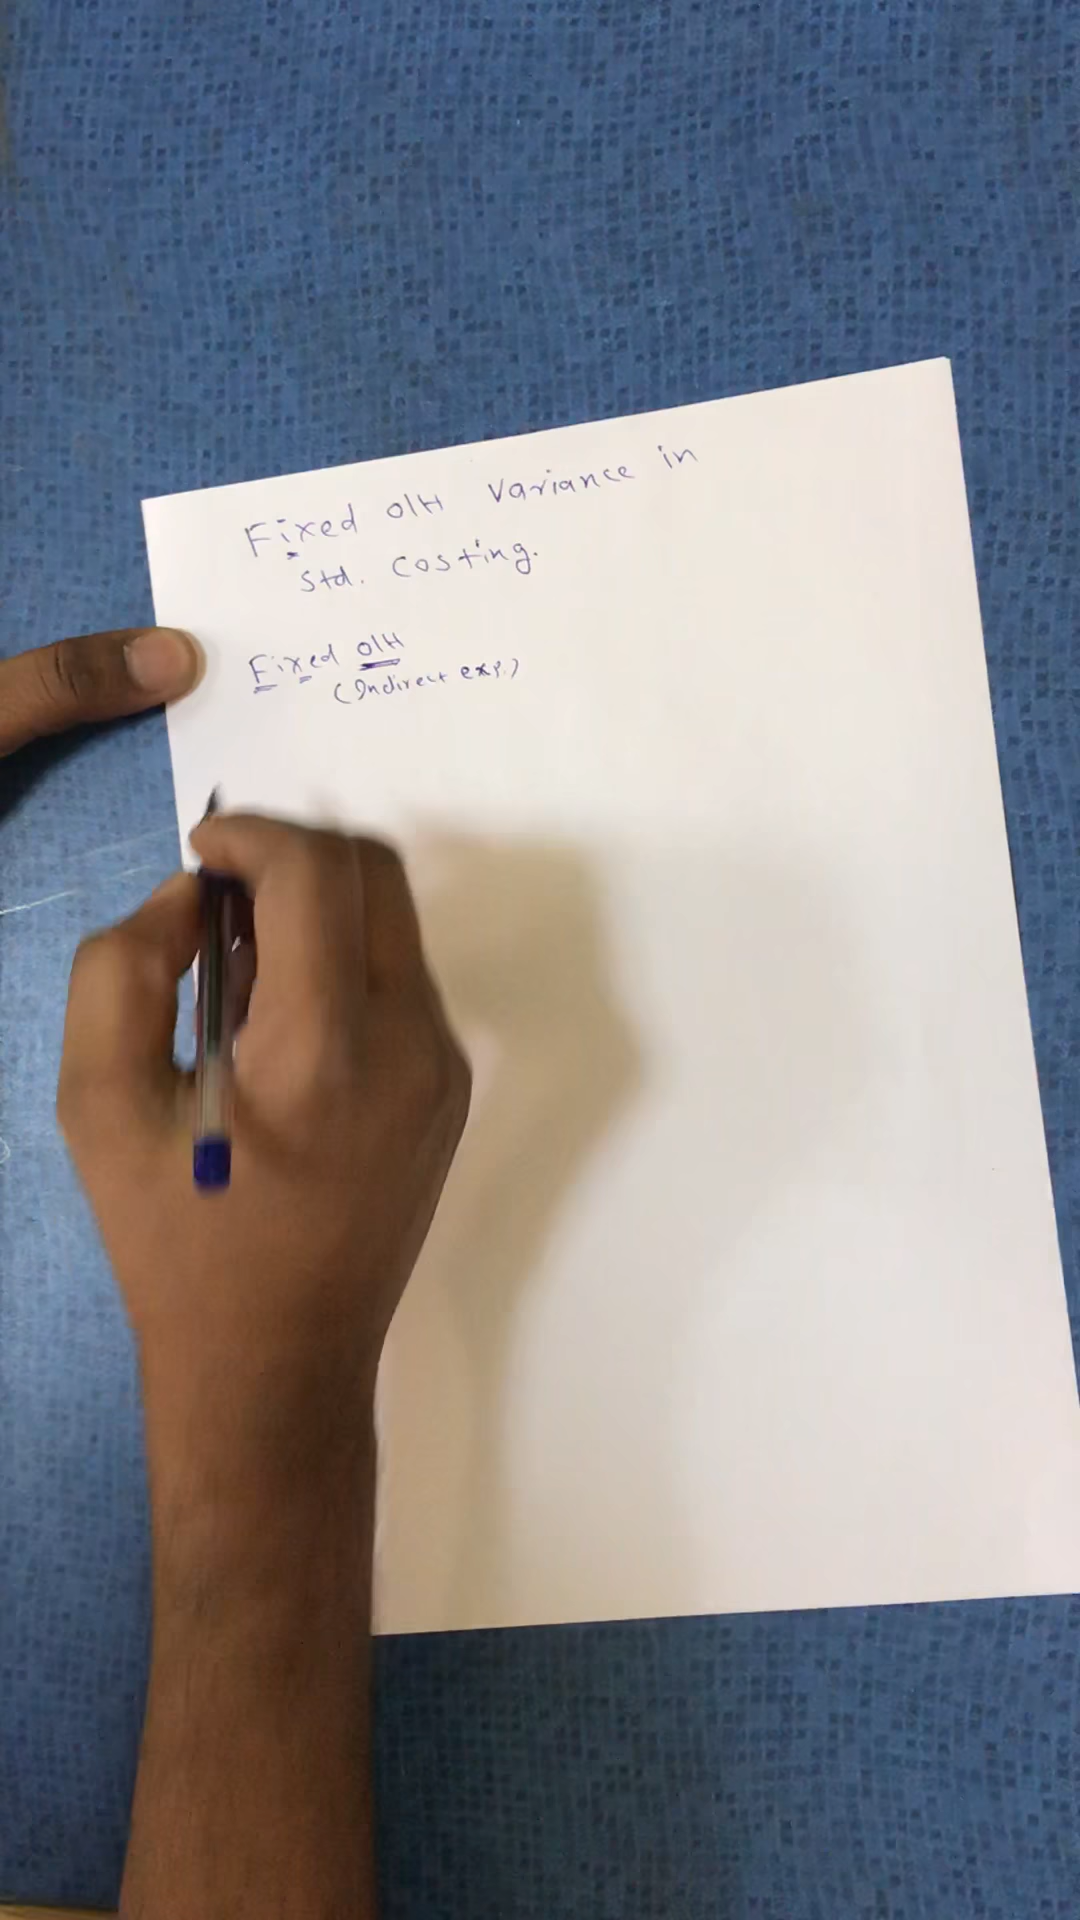 Fixed O/H Variance in
Std. Costing.
Fixed O/H
(Indirect exp.)